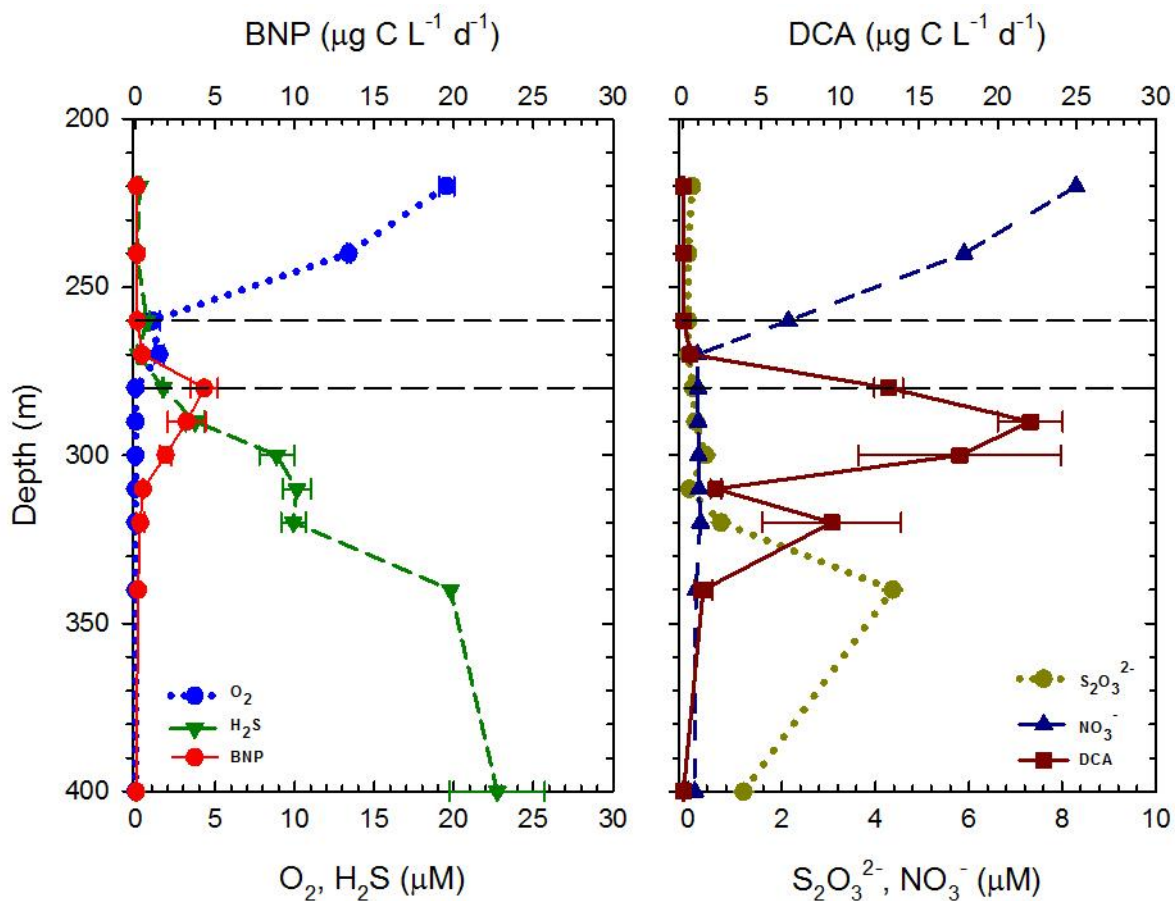 BNP (μg C L⁻¹ d⁻¹)
DCA (μg C L⁻¹ d⁻¹)
0 5 10 15 20 25 30
0 5 10 15 20 25 30
200
250
300
350
400
Depth (m)
O₂
H₂S
BNP
S₂O₃²⁻
NO₃⁻
DCA
0 5 10 15 20 25 30
0 2 4 6 8 10
O₂, H₂S (μM)
S₂O₃²⁻, NO₃⁻ (μM)